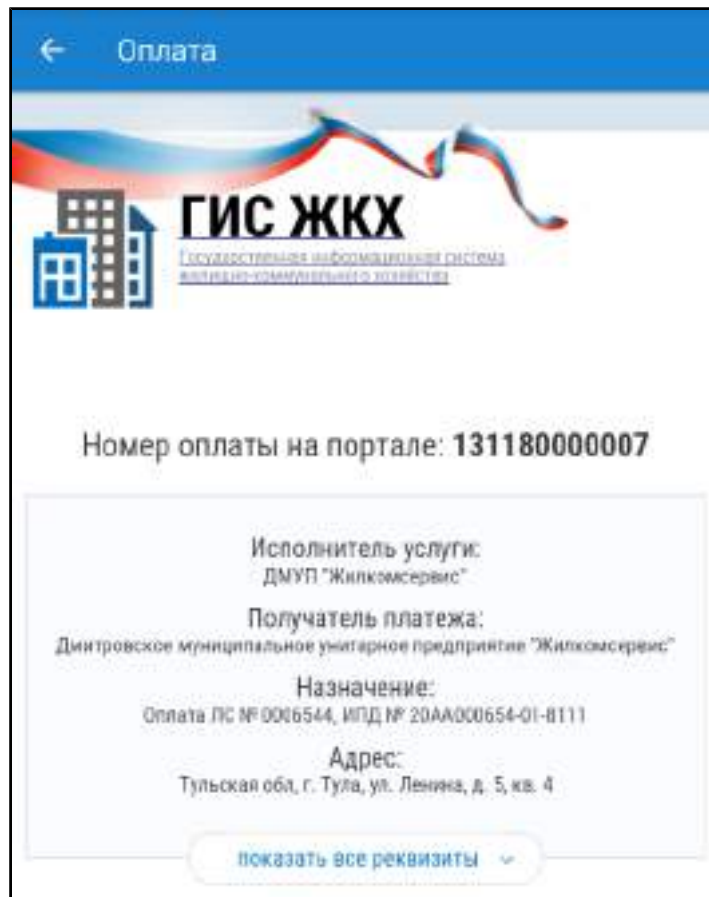 Оплата
ГИС ЖКХ
Государственная информационная система
жилищно-коммунального хозяйства
Номер оплаты на портале: 131180000007
Исполнитель услуги:
ДМУП "Жилкомсервис"
Получатель платежа:
Дмитровское муниципальное унитарное предприятие "Жилкомсервис"
Назначение:
Оплата ЛС № 0006544, ИПД № 20АА000654-01-8111
Адрес:
Тульская обл, г. Тула, ул. Ленина, д. 5, кв. 4
показать все реквизиты